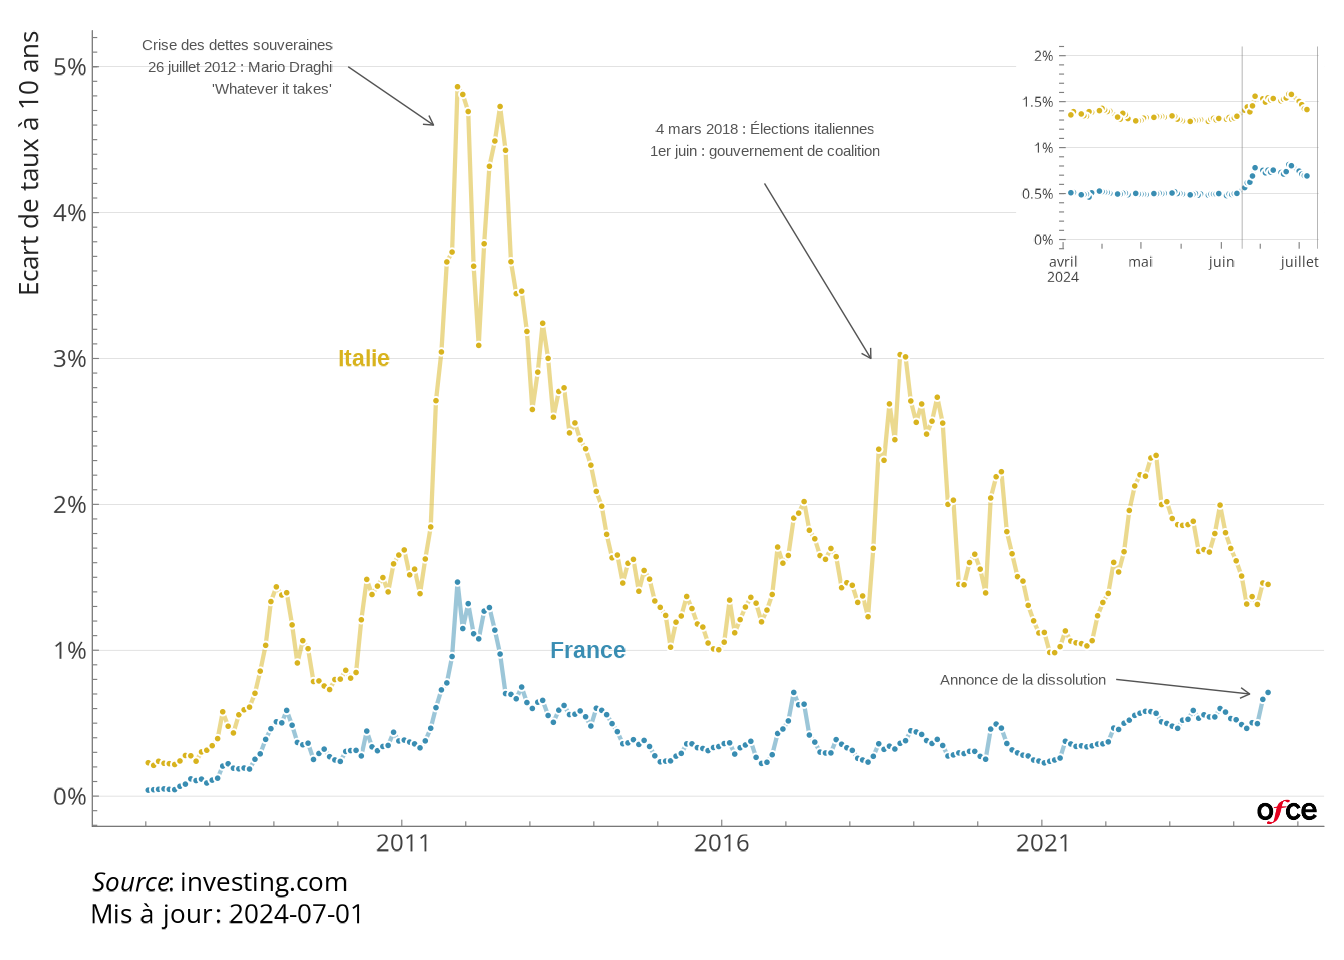 Ecart de taux à 10 ans
5%
4%
3%
2%
1%
0%
2011
2016
2021
Crise des dettes souveraines
26 juillet 2012 : Mario Draghi
'Whatever it takes'
4 mars 2018 : Élections italiennes
1er juin : gouvernement de coalition
Italie
France
Annonce de la dissolution
2%
1.5%
1%
0.5%
0%
avril
2024
mai
juin
juillet
ofce
Source: investing.com
Mis à jour : 2024-07-01